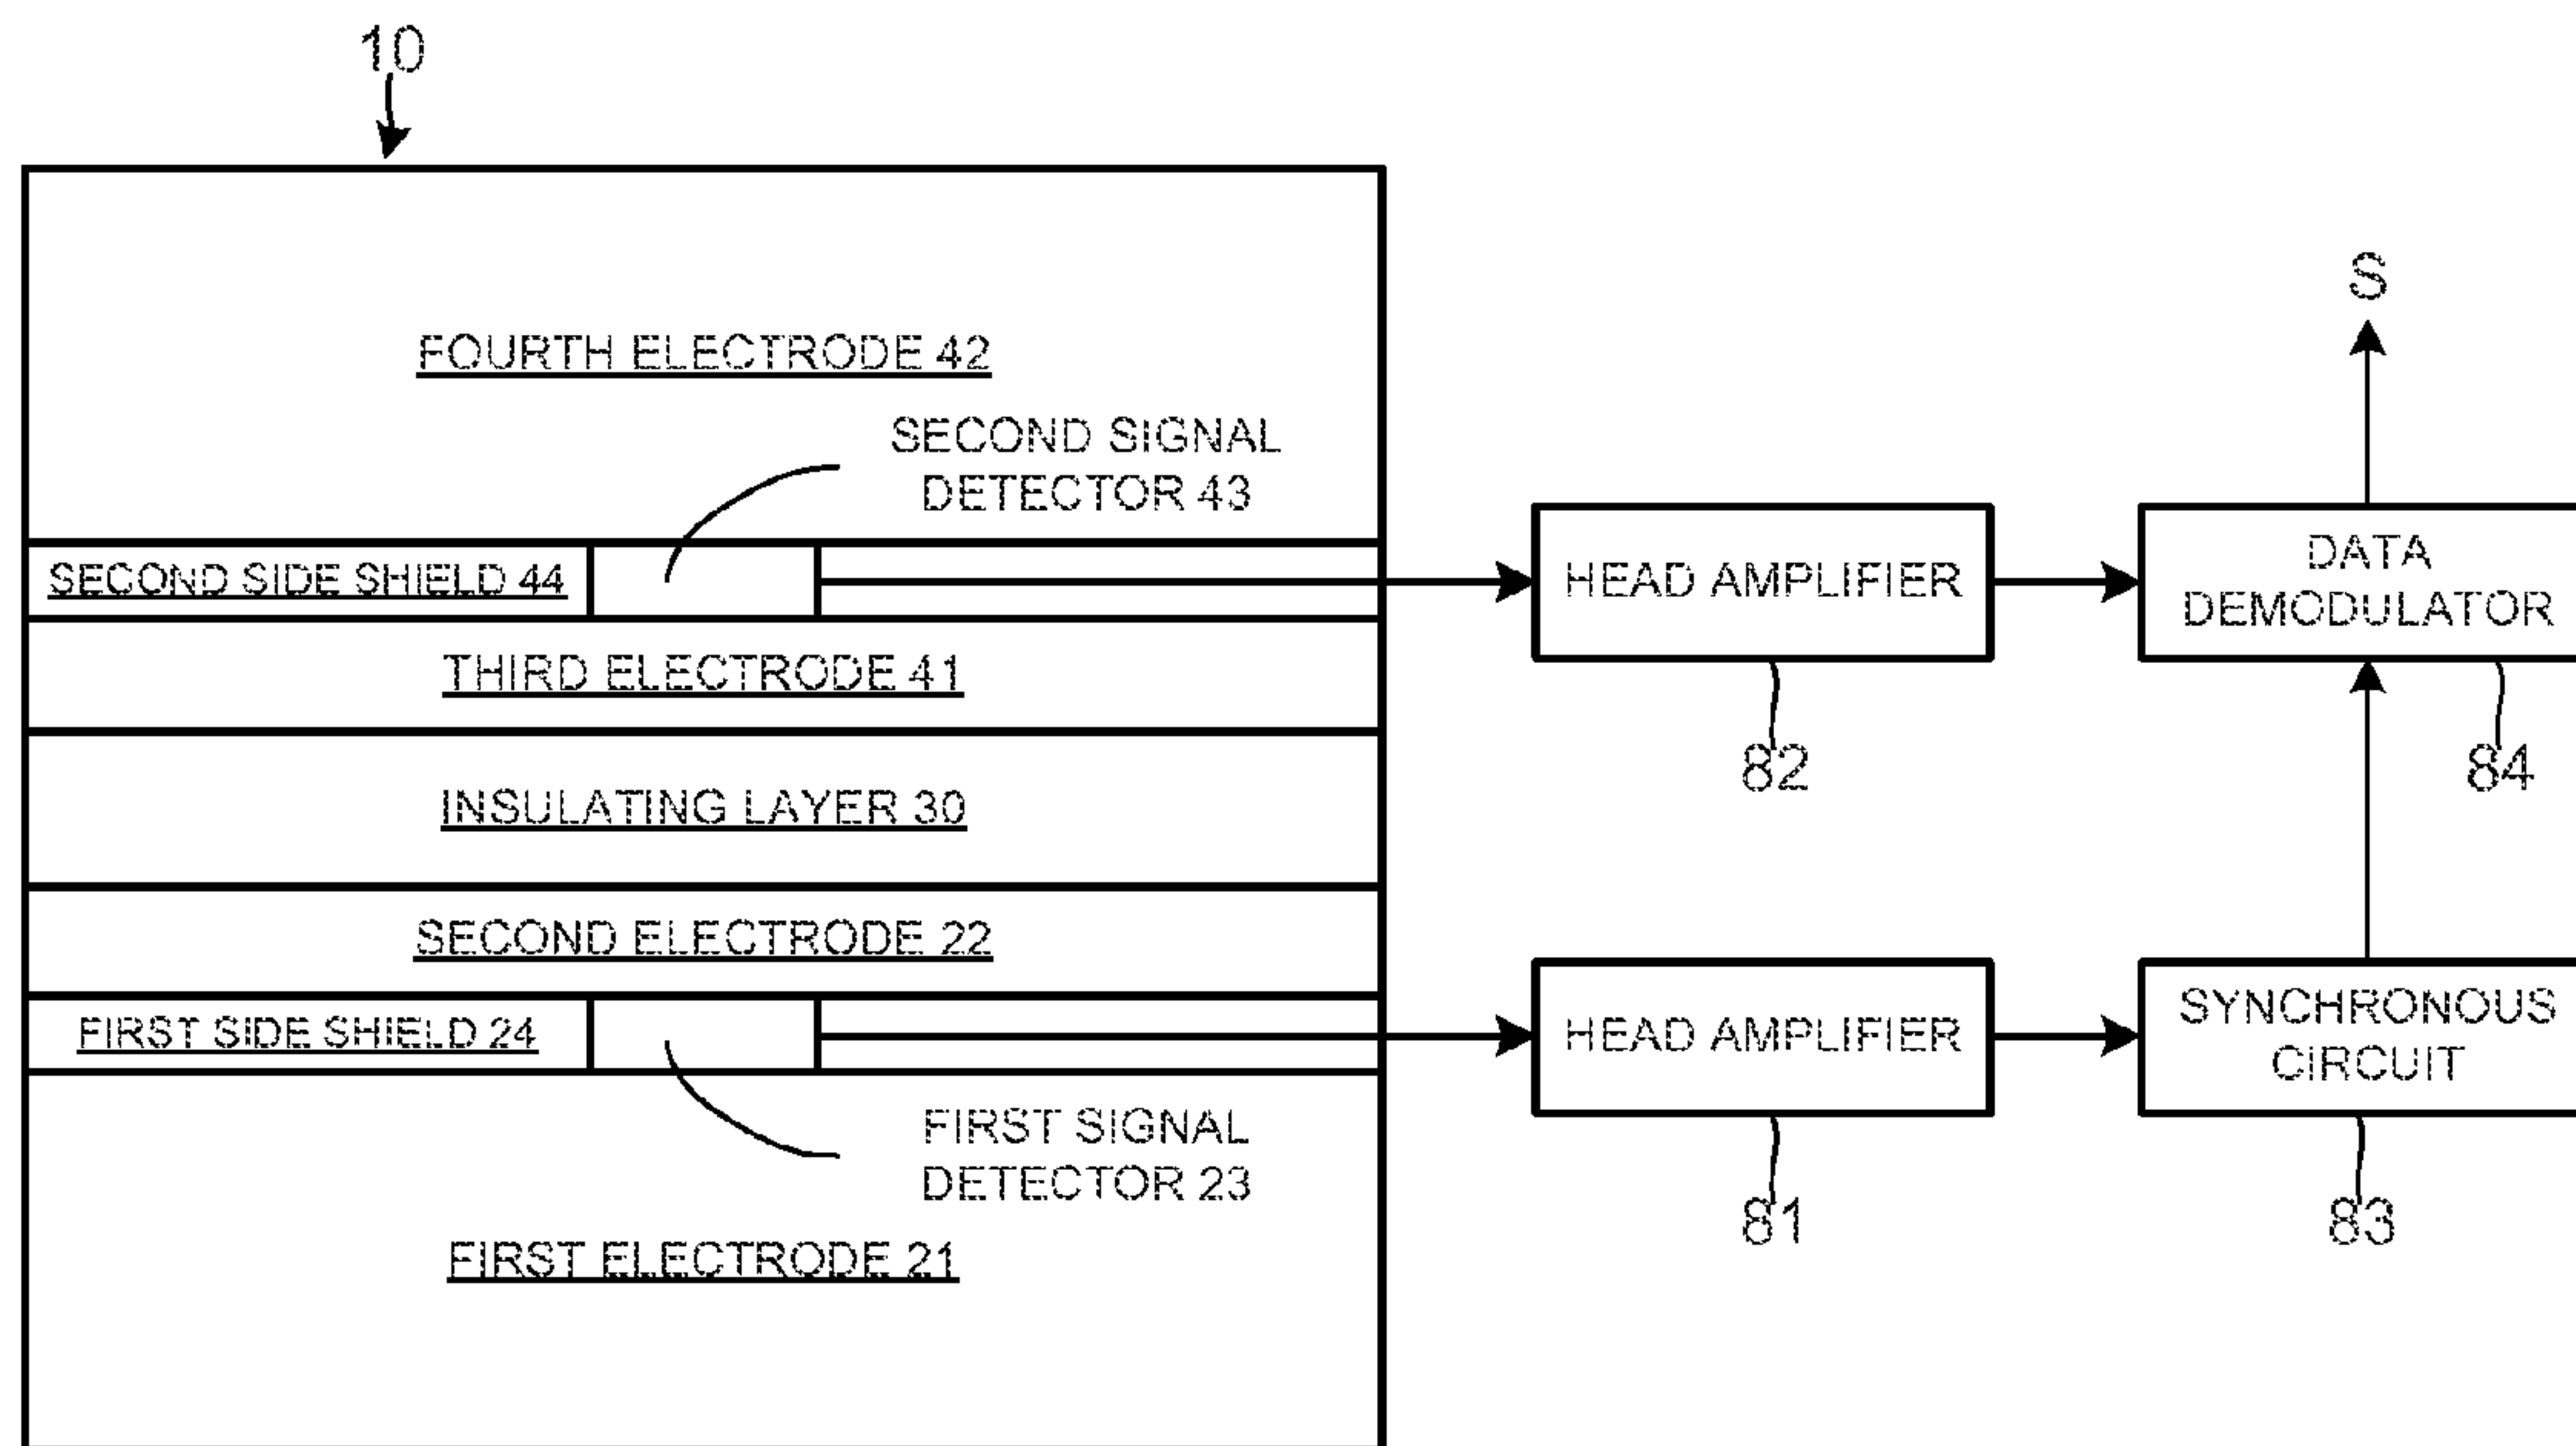 10
FOURTH ELECTRODE 42
SECOND SIGNAL
DETECTOR 43
SECOND SIDE SHIELD 44
THIRD ELECTRODE 41
INSULATING LAYER 30
SECOND ELECTRODE 22
FIRST SIDE SHIELD 24
FIRST SIGNAL
DETECTOR 23
FIRST ELECTRODE 21
HEAD AMPLIFIER
82
S
DATA
DEMODULATOR
84
HEAD AMPLIFIER
81
SYNCHRONOUS
CIRCUIT
83